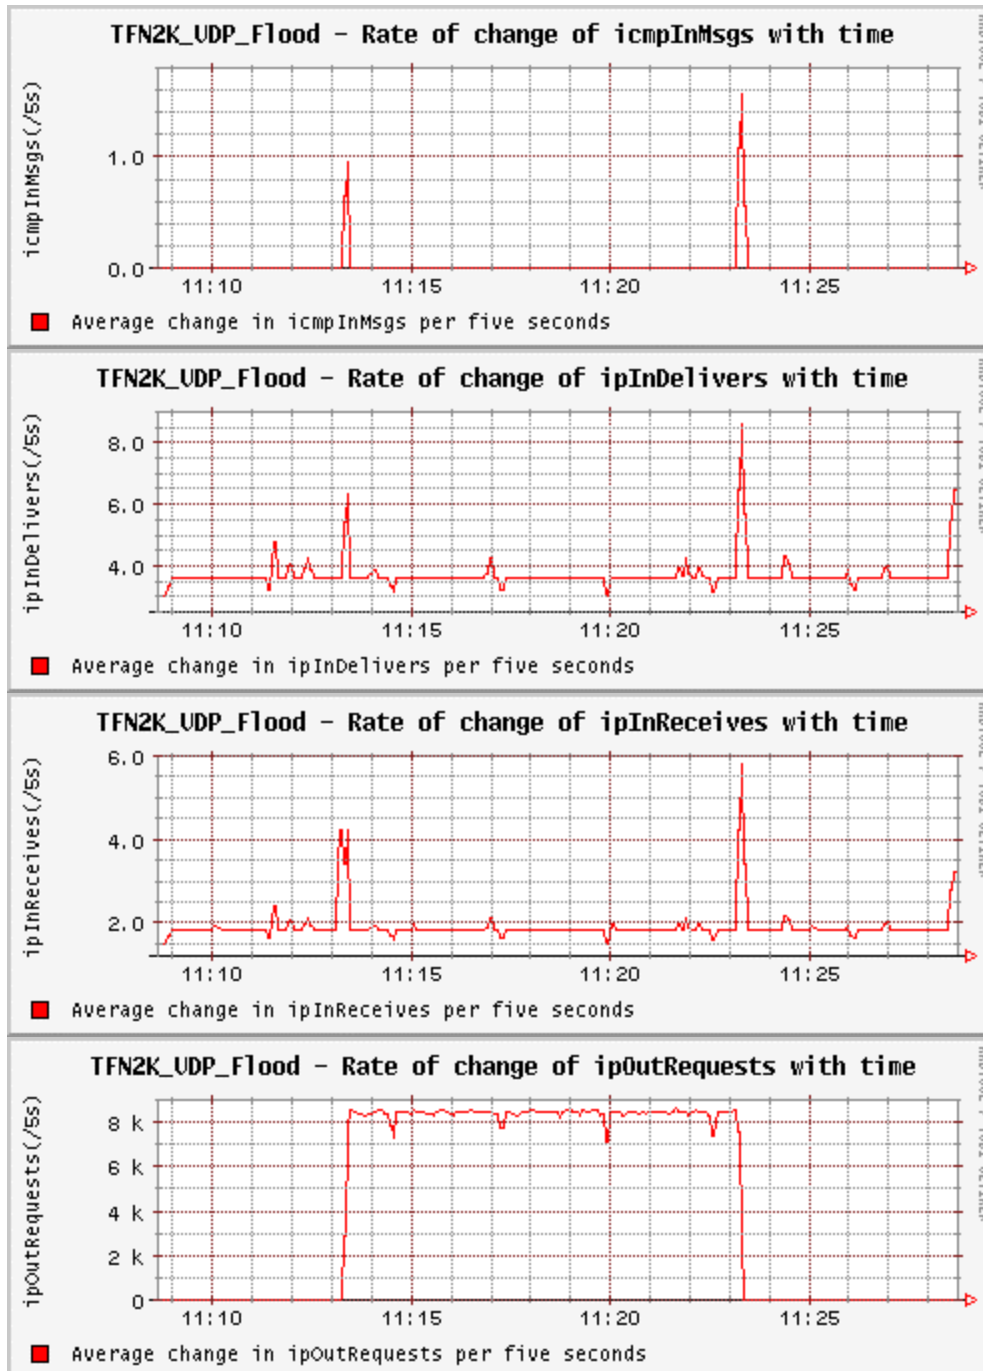 TFN2K_UDP_Flood - Rate of change of icmpInMsgs with time
icmpInMsgs(/5s)
1.0
0.0
11:10 11:15 11:20 11:25
Average change in icmpInMsgs per five seconds
TFN2K_UDP_Flood - Rate of change of ipInDelivers with time
ipInDelivers(/5s)
8.0
6.0
4.0
11:10 11:15 11:20 11:25
Average change in ipInDelivers per five seconds
TFN2K_UDP_Flood - Rate of change of ipInReceives with time
ipInReceives(/5s)
6.0
4.0
2.0
11:10 11:15 11:20 11:25
Average change in ipInReceives per five seconds
TFN2K_UDP_Flood - Rate of change of ipOutRequests with time
ipOutRequests(/5s)
8 k
6 k
4 k
2 k
0
11:10 11:15 11:20 11:25
Average change in ipOutRequests per five seconds